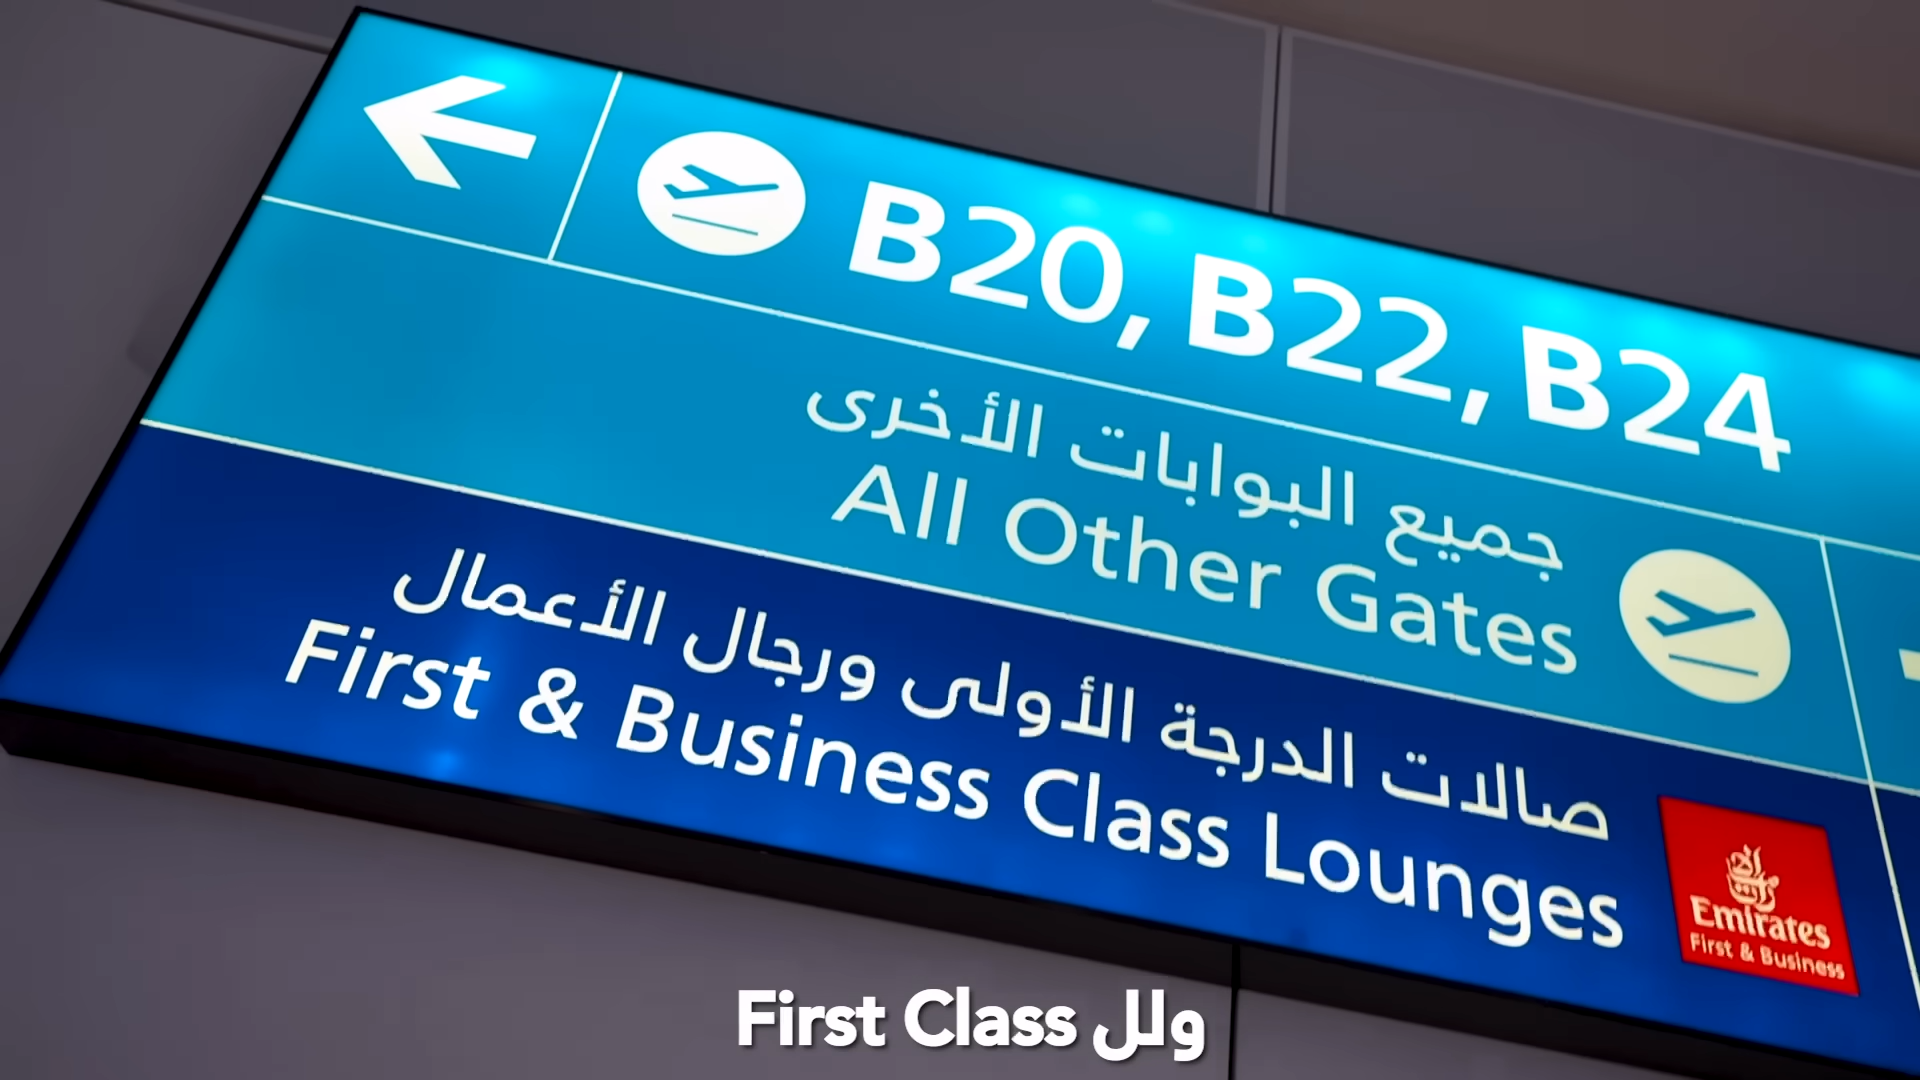 B20, B22, B24
جميع البوابات الأخرى
All Other Gates
صالات الدرجة الأولى ورجال الأعمال
First & Business Class Lounges
Emirates
First & Business
ولل First Class